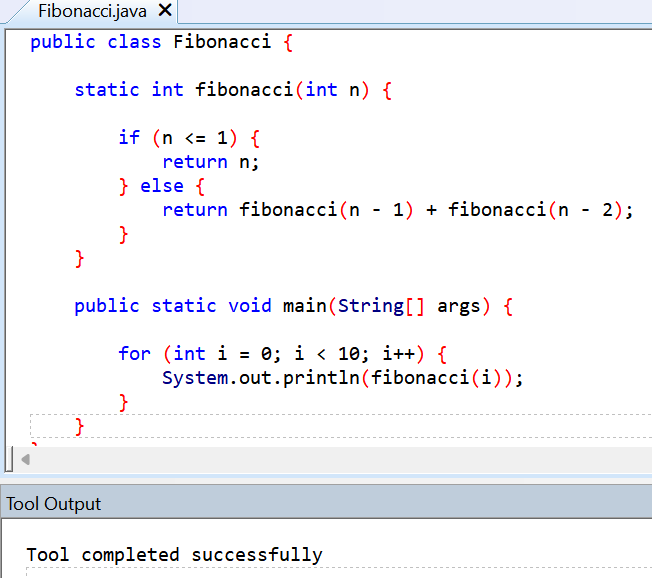 Fibonacci.java
public class Fibonacci {
static int fibonacci(int n) {
if (n <= 1) {
return n;
} else {
return fibonacci(n - 1) + fibonacci(n - 2);
}
}
public static void main(String[] args) {
for (int i = 0; i < 10; i++) {
System.out.println(fibonacci(i));
}
}
Tool Output
Tool completed successfully